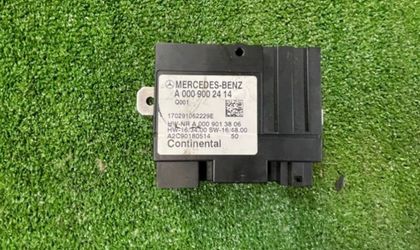 MERCEDES-BENZ
A 000 900 24 14
Q001
170291062229E
HW-NR A 000 901 38 06
HW-16.34.00 SW-16.48.00
A2C90180514 50
Continental